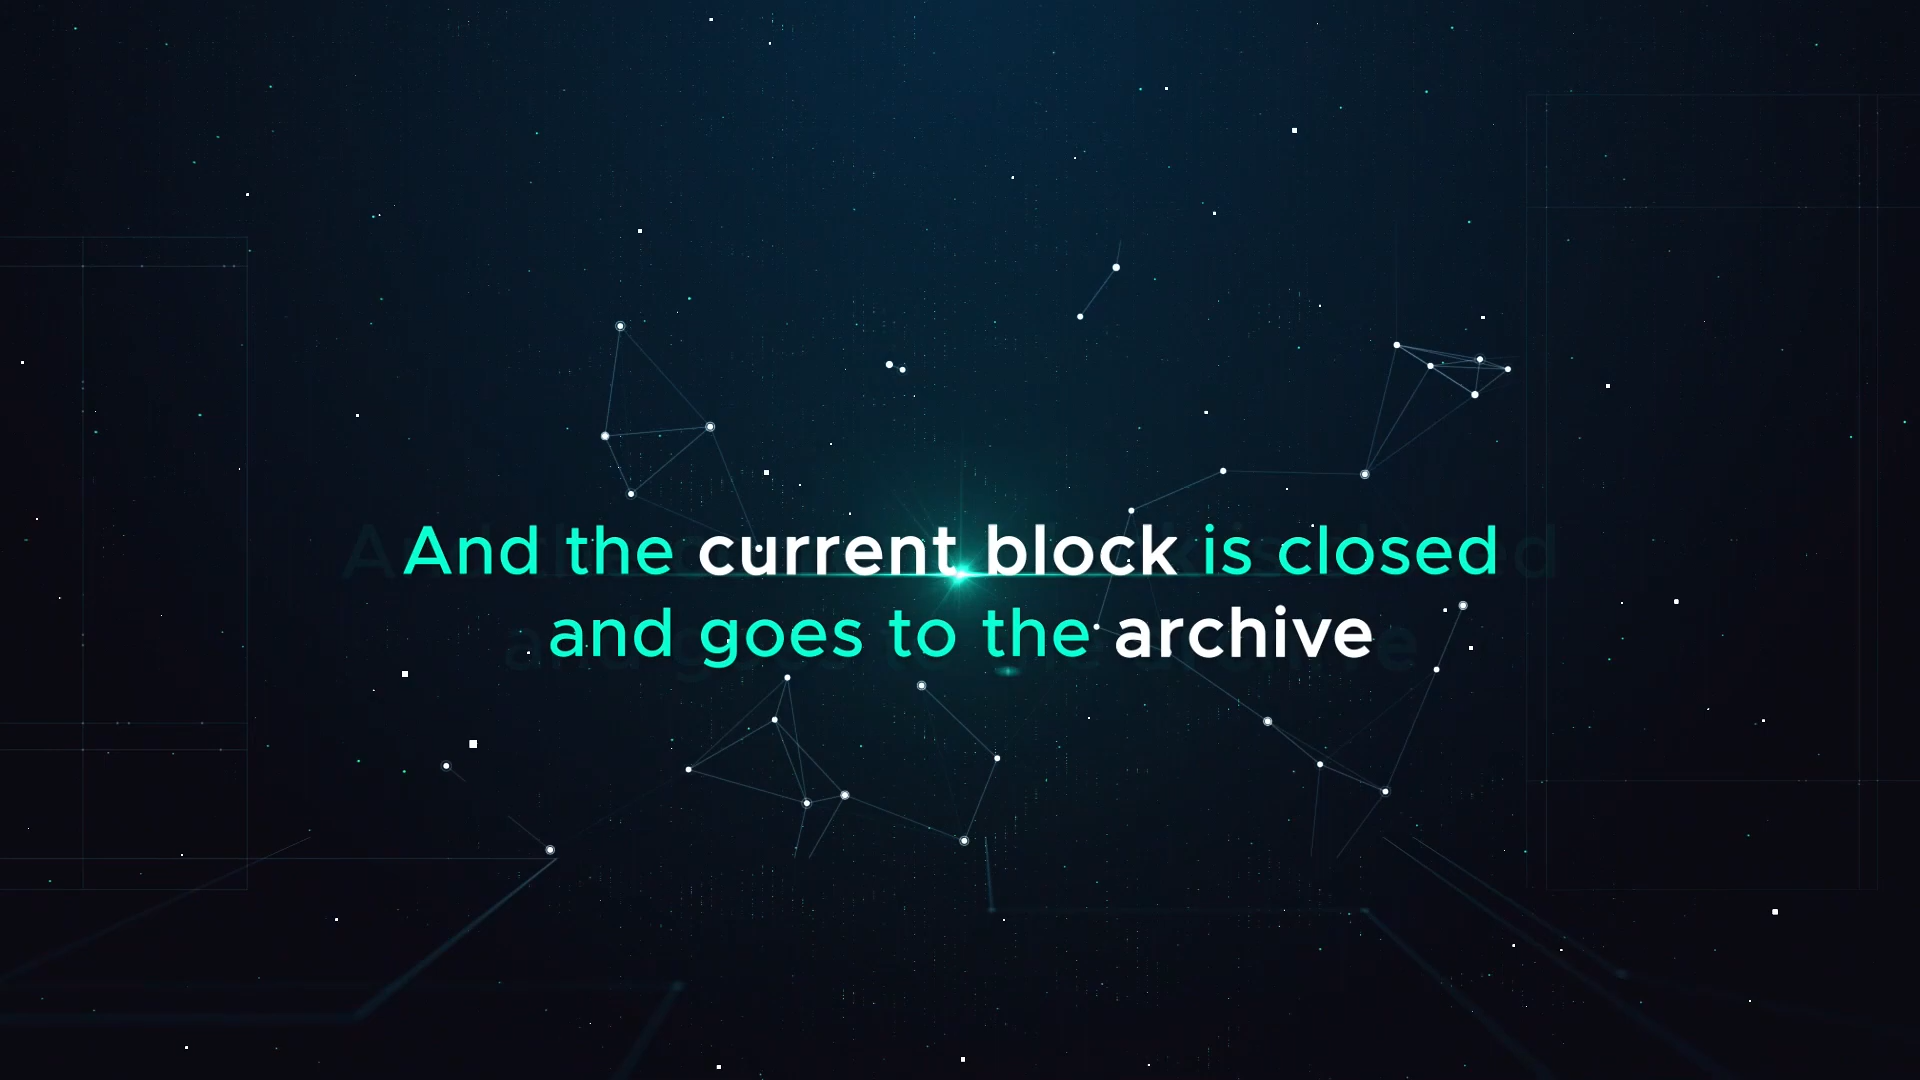 And the current block is closed
and goes to the archive